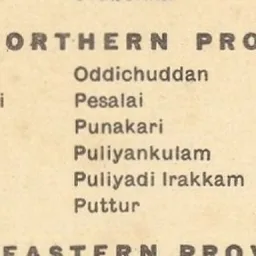 ORTHERN PRO
Oddichuddan
i
Pesalai
Punakari
Puliyankulam
Puliyadi Irakkam
Puttur
EASTERN PROV